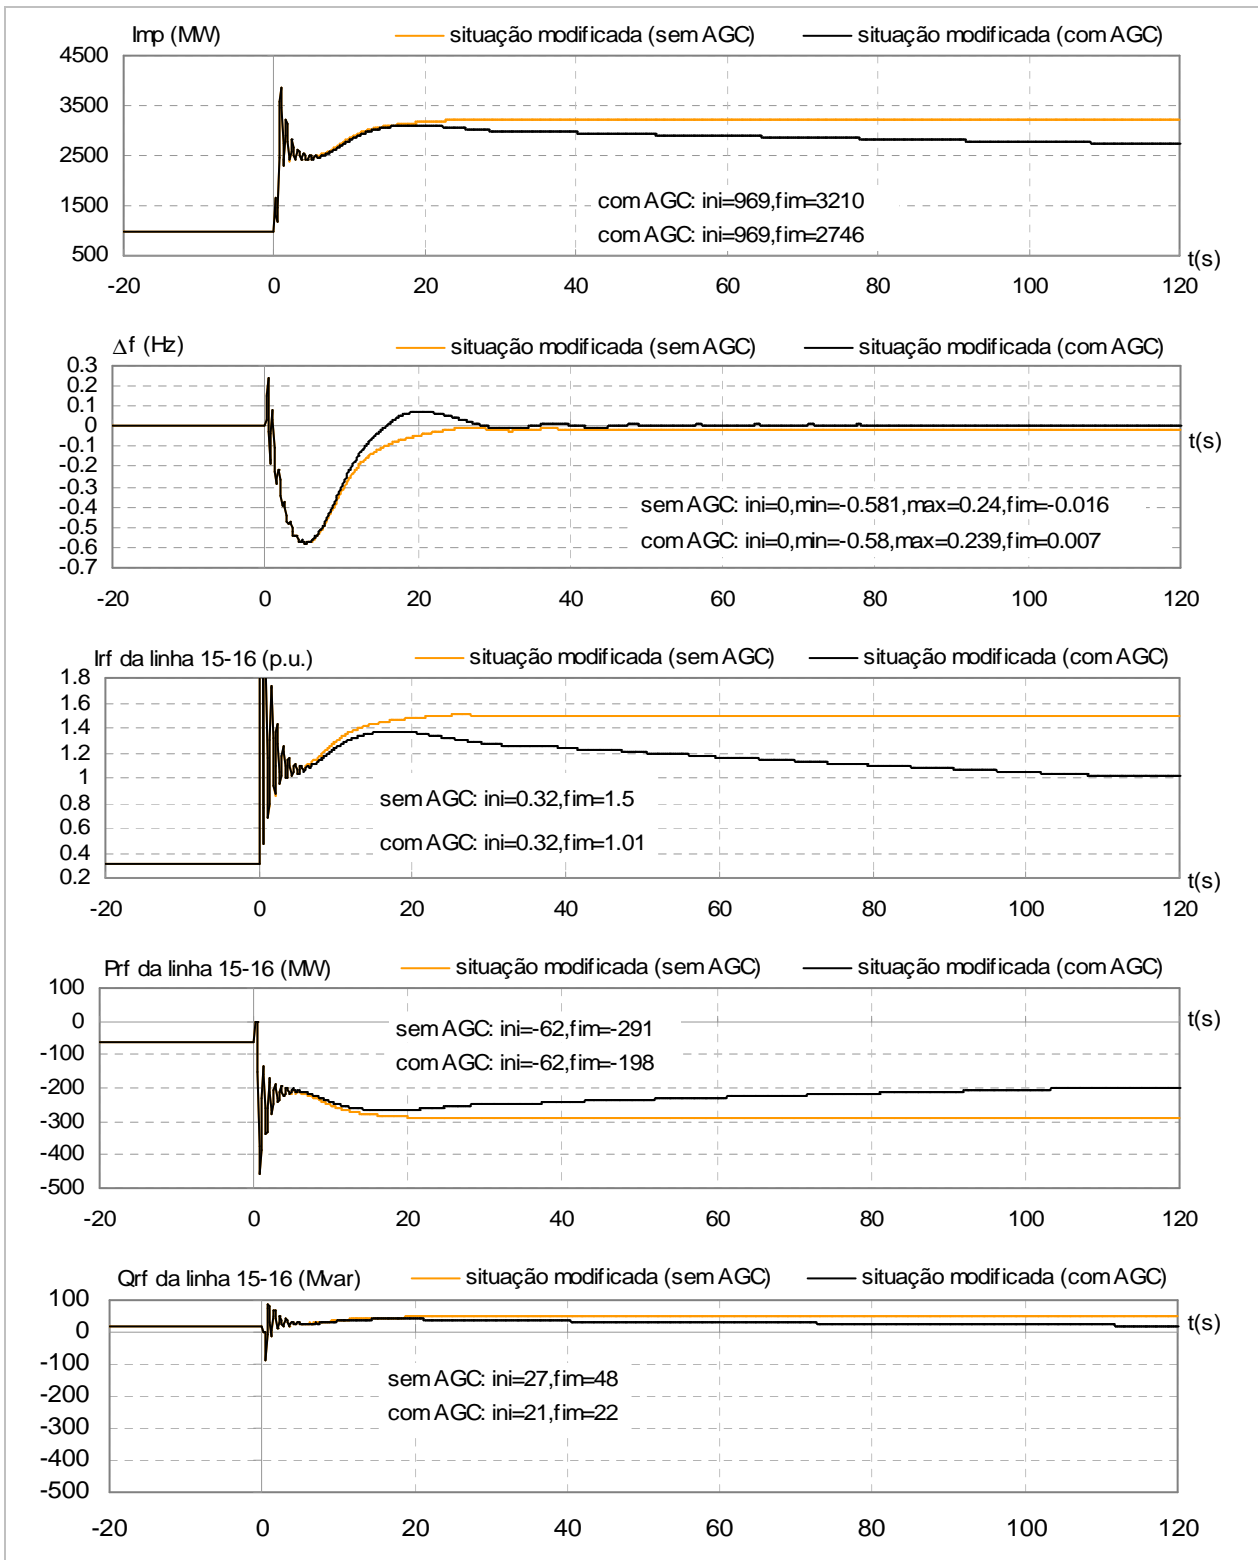 Imp (MW) situação modificada (sem AGC) situação modificada (com AGC)
4500
3500
2500
1500
500
com AGC: ini=969,fim=3210
com AGC: ini=969,fim=2746
t(s)
-20 0 20 40 60 80 100 120
Δf (Hz) situação modificada (sem AGC) situação modificada (com AGC)
0.3
0.2
0.1
0
-0.1
-0.2
-0.3
-0.4
-0.5
-0.6
-0.7
t(s)
sem AGC: ini=0,min=-0.581,max=0.24,fim=-0.016
com AGC: ini=0,min=-0.58,max=0.239,fim=0.007
-20 0 20 40 60 80 100 120
Irf da linha 15-16 (p.u.) situação modificada (sem AGC) situação modificada (com AGC)
1.8
1.6
1.4
1.2
1
0.8
0.6
0.4
0.2
sem AGC: ini=0.32,fim=1.5
com AGC: ini=0.32,fim=1.01
t(s)
-20 0 20 40 60 80 100 120
Prf da linha 15-16 (MW) situação modificada (sem AGC) situação modificada (com AGC)
100
0
-100
-200
-300
-400
-500
sem AGC: ini=-62,fim=-291
com AGC: ini=-62,fim=-198
t(s)
-20 0 20 40 60 80 100 120
Qrf da linha 15-16 (Mvar) situação modificada (sem AGC) situação modificada (com AGC)
100
0
-100
-200
-300
-400
-500
t(s)
sem AGC: ini=27,fim=48
com AGC: ini=21,fim=22
-20 0 20 40 60 80 100 120